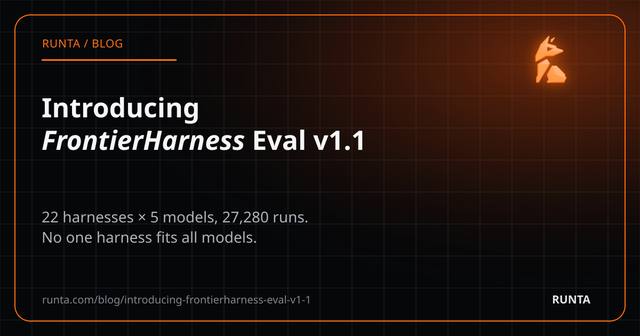 RUNTA / BLOG
Introducing
FrontierHarness Eval v1.1
22 harnesses × 5 models, 27,280 runs.
No one harness fits all models.
runta.com/blog/introducing-frontierharness-eval-v1-1
RUNTA